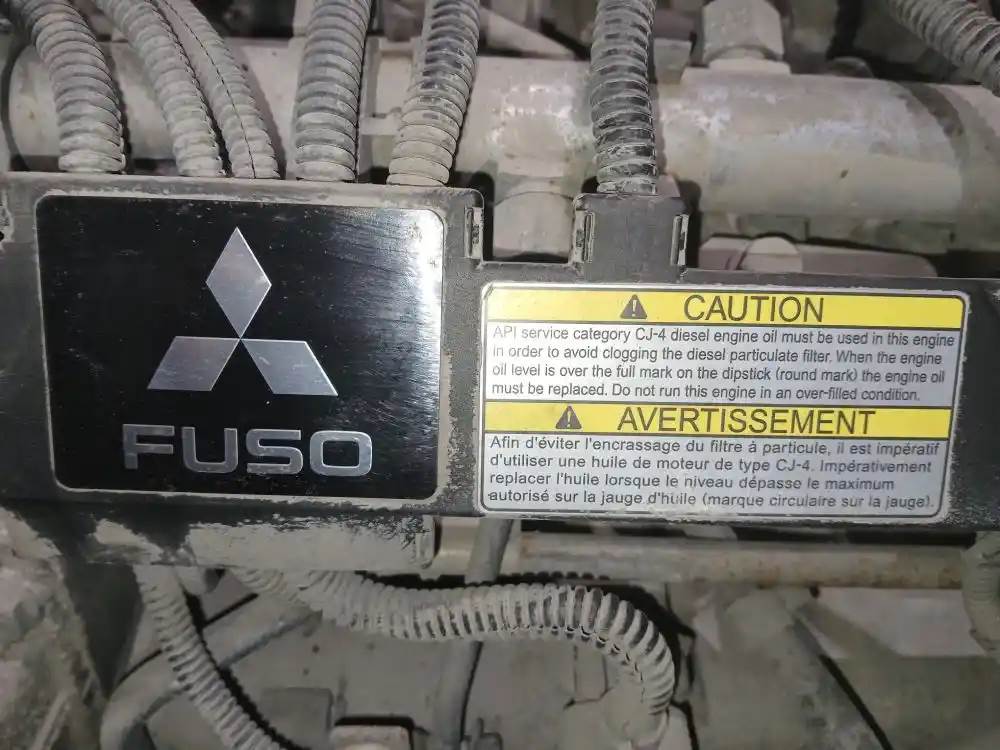 FUSO
CAUTION
API service category CJ-4 diesel engine oil must be used in this engine
in order to avoid clogging the diesel particulate filter. When the engine
oil level is over the full mark on the dipstick (round mark) the engine oil
must be replaced. Do not run this engine in an over-filled condition.
AVERTISSEMENT
Afin d'éviter l'encrassage du filtre à particule, il est impératif
d'utiliser une huile de moteur de type CJ-4. Impérativement
replacer l'huile lorsque le niveau dépasse le maximum
autorisé sur la jauge d'huile (marque circulaire sur la jauge).